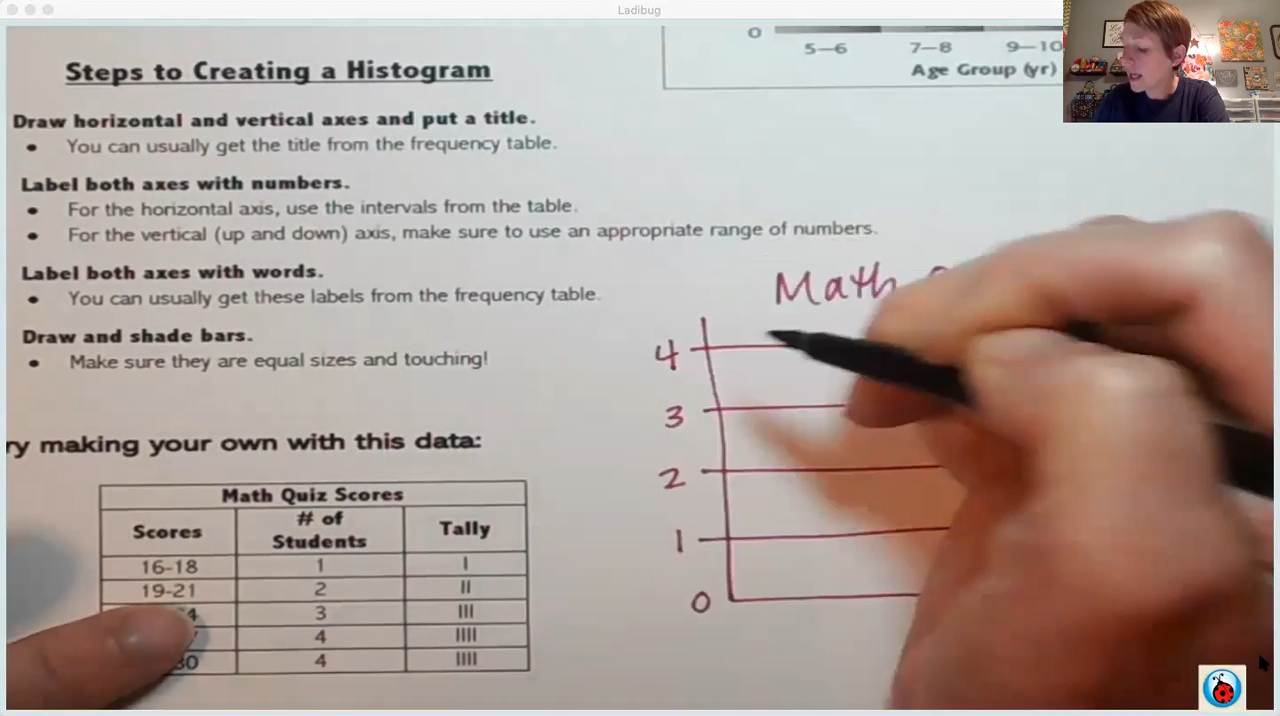 Ladibug
0
5–6 7–8 9–10
Age Group (yr)
Steps to Creating a Histogram
Draw horizontal and vertical axes and put a title.
• You can usually get the title from the frequency table.
Label both axes with numbers.
• For the horizontal axis, use the intervals from the table.
• For the vertical (up and down) axis, make sure to use an appropriate range of numbers.
Label both axes with words.
• You can usually get these labels from the frequency table.
Draw and shade bars.
• Make sure they are equal sizes and touching!
ry making your own with this data:
Math Quiz Scores
Scores # of Students Tally
16-18 1 I
19-21 2 II
4 3 III
4 IIII
30 4 IIII
Math
4
3
2
1
0